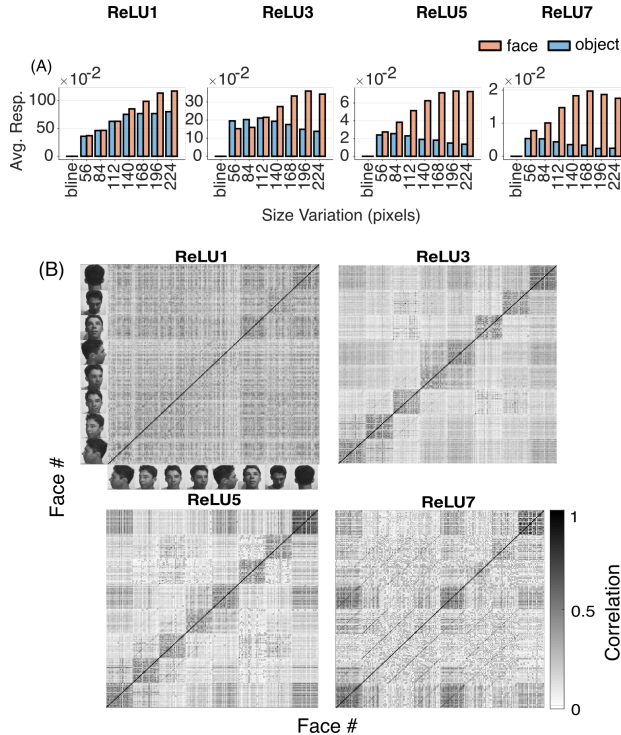 ReLU1 ReLU3 ReLU5 ReLU7
face object
(A)
×10⁻² ×10⁻² ×10⁻² ×10⁻²
Avg. Resp.
100
50
0
30
20
10
0
6
4
2
0
2
1
0
bline 56 84 112 140 168 196 224
bline 56 84 112 140 168 196 224
bline 56 84 112 140 168 196 224
bline 56 84 112 140 168 196 224
Size Variation (pixels)
(B)
ReLU1 ReLU3
Face #
ReLU5 ReLU7
1
0.5
0
Correlation
Face #